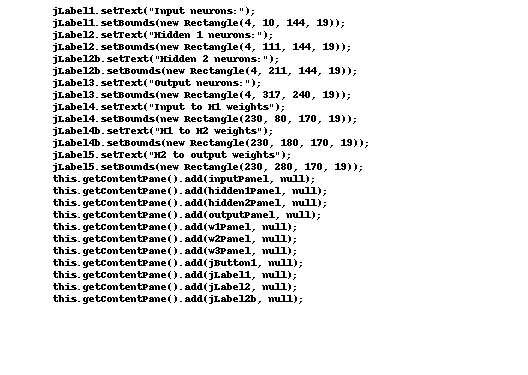 jLabel1.setText("Input neurons:");
jLabel1.setBounds(new Rectangle(4, 10, 144, 19));
jLabel2.setText("Hidden 1 neurons:");
jLabel2.setBounds(new Rectangle(4, 111, 144, 19));
jLabel2b.setText("Hidden 2 neurons:");
jLabel2b.setBounds(new Rectangle(4, 211, 144, 19));
jLabel3.setText("Output neurons:");
jLabel3.setBounds(new Rectangle(4, 317, 240, 19));
jLabel4.setText("Input to H1 weights");
jLabel4.setBounds(new Rectangle(230, 80, 170, 19));
jLabel4b.setText("H1 to H2 weights");
jLabel4b.setBounds(new Rectangle(230, 180, 170, 19));
jLabel5.setText("H2 to output weights");
jLabel5.setBounds(new Rectangle(230, 280, 170, 19));
this.getContentPane().add(inputPanel, null);
this.getContentPane().add(hidden1Panel, null);
this.getContentPane().add(hidden2Panel, null);
this.getContentPane().add(outputPanel, null);
this.getContentPane().add(w1Panel, null);
this.getContentPane().add(w2Panel, null);
this.getContentPane().add(w3Panel, null);
this.getContentPane().add(jButton1, null);
this.getContentPane().add(jLabel1, null);
this.getContentPane().add(jLabel2, null);
this.getContentPane().add(jLabel2b, null);